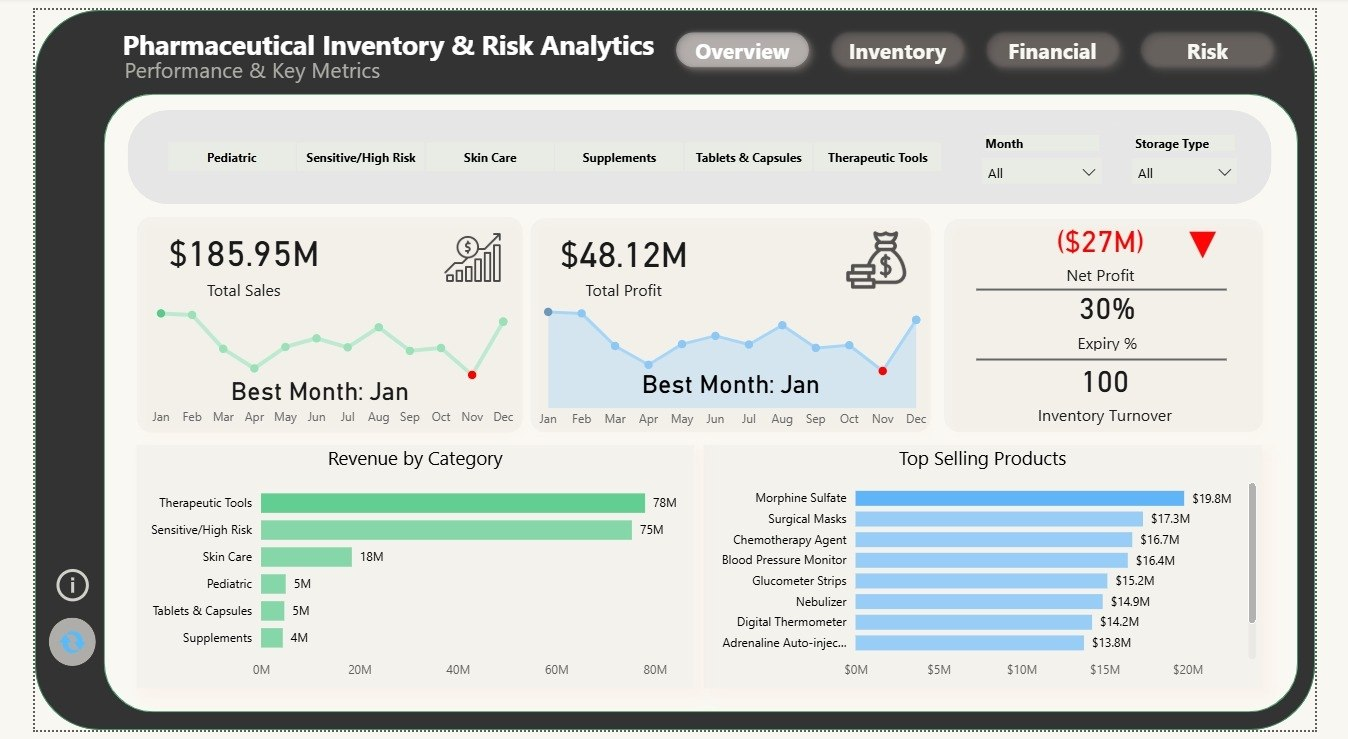 Pharmaceutical Inventory & Risk Analytics
Performance & Key Metrics
Overview
Inventory
Financial
Risk
Pediatric
Sensitive/High Risk
Skin Care
Supplements
Tablets & Capsules
Therapeutic Tools
Month
All
Storage Type
All
$185.95M
Total Sales
Best Month: Jan
Jan Feb Mar Apr May Jun Jul Aug Sep Oct Nov Dec
$48.12M
Total Profit
Best Month: Jan
Jan Feb Mar Apr May Jun Jul Aug Sep Oct Nov Dec
($27M)
Net Profit
30%
Expiry %
100
Inventory Turnover
Revenue by Category
Therapeutic Tools 78M
Sensitive/High Risk 75M
Skin Care 18M
Pediatric 5M
Tablets & Capsules 5M
Supplements 4M
0M 20M 40M 60M 80M
Top Selling Products
Morphine Sulfate $19.8M
Surgical Masks $17.3M
Chemotherapy Agent $16.7M
Blood Pressure Monitor $16.4M
Glucometer Strips $15.2M
Nebulizer $14.9M
Digital Thermometer $14.2M
Adrenaline Auto-injec... $13.8M
$0M $5M $10M $15M $20M